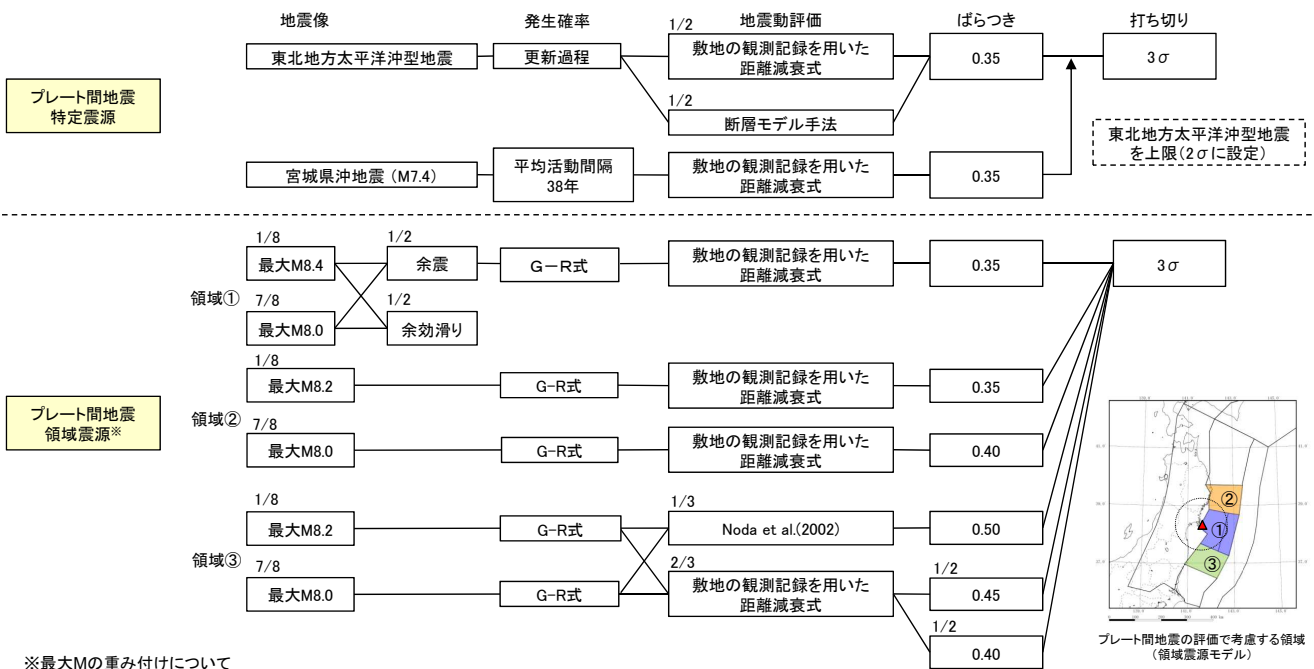 地震像 発生確率 地震動評価 ばらつき 打ち切り
プレート間地震
特定震源
東北地方太平洋沖型地震
更新過程
1/2
敷地の観測記録を用いた
距離減衰式
0.35
3σ
1/2
断層モデル手法
東北地方太平洋沖型地震
を上限(2σに設定)
宮城県沖地震 (M7.4)
平均活動間隔
38年
敷地の観測記録を用いた
距離減衰式
0.35
プレート間地震
領域震源※
領域①
1/8
最大M8.4
1/2
余震
G-R式
敷地の観測記録を用いた
距離減衰式
0.35
3σ
7/8
最大M8.0
1/2
余効滑り
領域②
1/8
最大M8.2
G-R式
敷地の観測記録を用いた
距離減衰式
0.35
7/8
最大M8.0
G-R式
敷地の観測記録を用いた
距離減衰式
0.40
領域③
1/8
最大M8.2
G-R式
1/3
Noda et al.(2002)
0.50
7/8
最大M8.0
G-R式
2/3
敷地の観測記録を用いた
距離減衰式
1/2
0.45
1/2
0.40
②
①
③
プレート間地震の評価で考慮する領域
(領域震源モデル)
※最大Mの重み付けについて